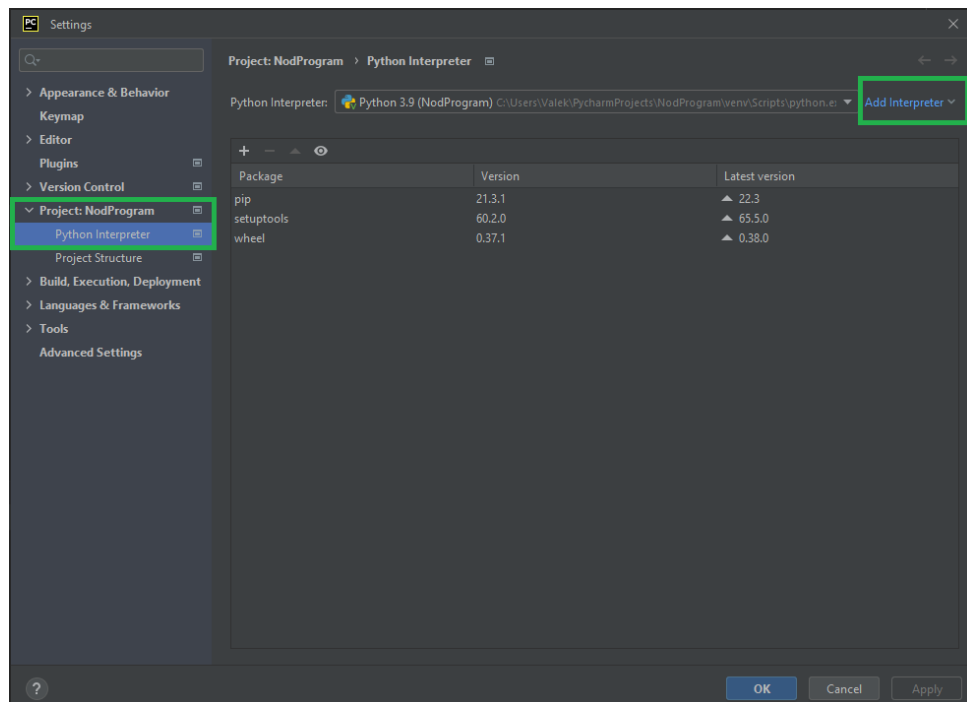 PC Settings
Project: NodProgram › Python Interpreter
Appearance & Behavior
Keymap
Editor
Plugins
Version Control
Project: NodProgram
Python Interpreter
Project Structure
Build, Execution, Deployment
Languages & Frameworks
Tools
Advanced Settings
Python Interpreter: Python 3.9 (NodProgram) C:\Users\Valek\PycharmProjects\NodProgram\venv\Scripts\python.e Add Interpreter
Package Version Latest version
pip 21.3.1 22.3
setuptools 60.2.0 65.5.0
wheel 0.37.1 0.38.0
? OK Cancel Apply